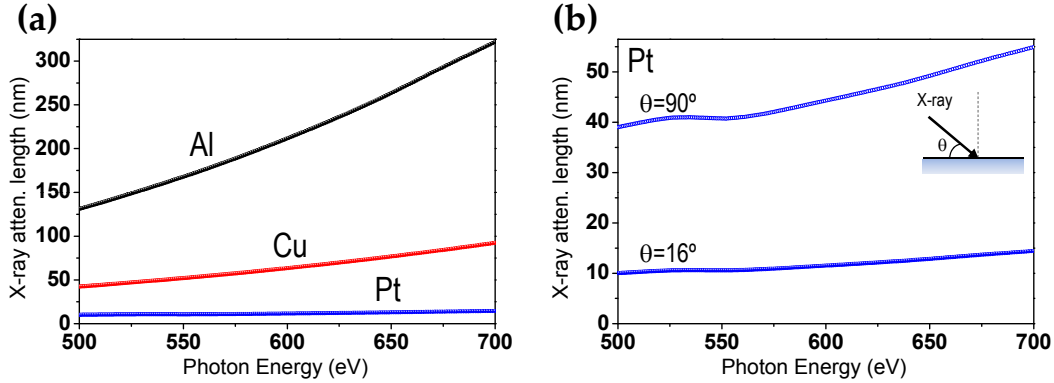 (a)
X-ray atten. length (nm)
300
250
200
150
100
50
0
Al
Cu
Pt
500 550 600 650 700
Photon Energy (eV)
(b)
X-ray atten. length (nm)
50
40
30
20
10
0
Pt
θ=90º
X-ray
θ
θ=16º
500 550 600 650 700
Photon Energy (eV)